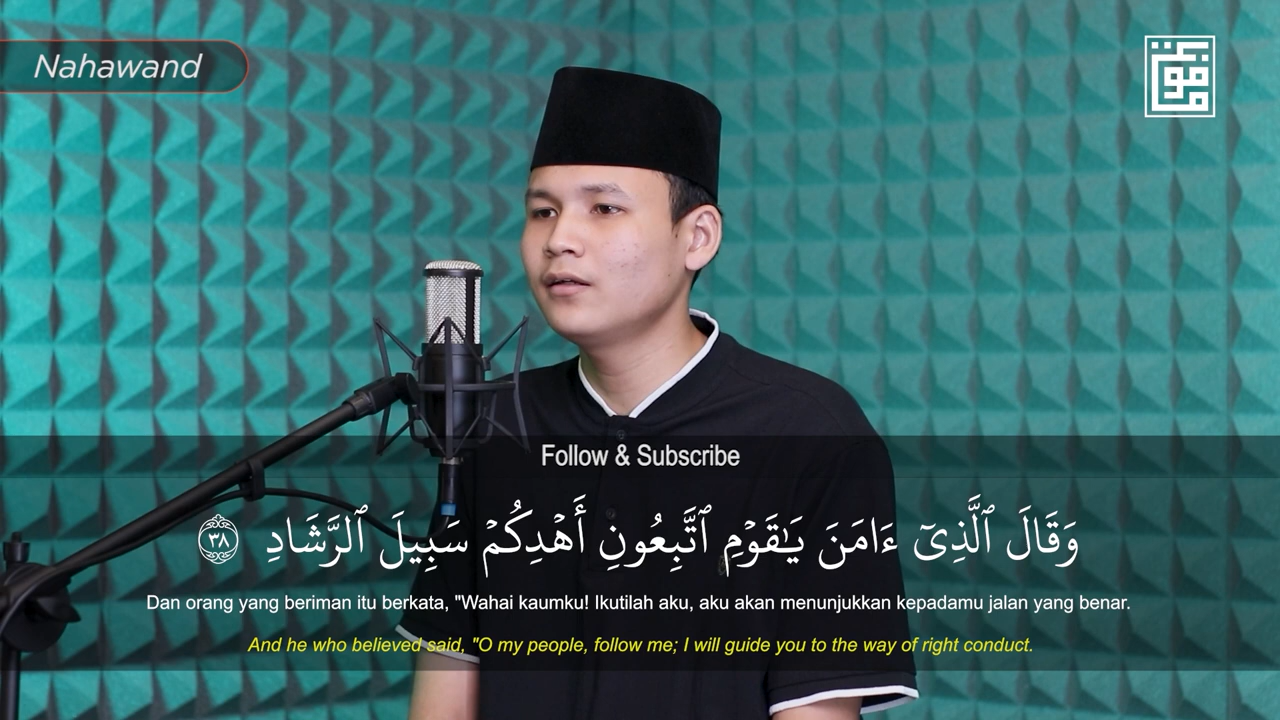 Nahawand
Follow & Subscribe
وَقَالَ ٱلَّذِىٓ ءَامَنَ يَـٰقَوْمِ ٱتَّبِعُونِ أَهْدِكُمْ سَبِيلَ ٱلرَّشَادِ ٣٨
Dan orang yang beriman itu berkata, "Wahai kaumku! Ikutilah aku, aku akan menunjukkan kepadamu jalan yang benar.
And he who believed said, "O my people, follow me; I will guide you to the way of right conduct.